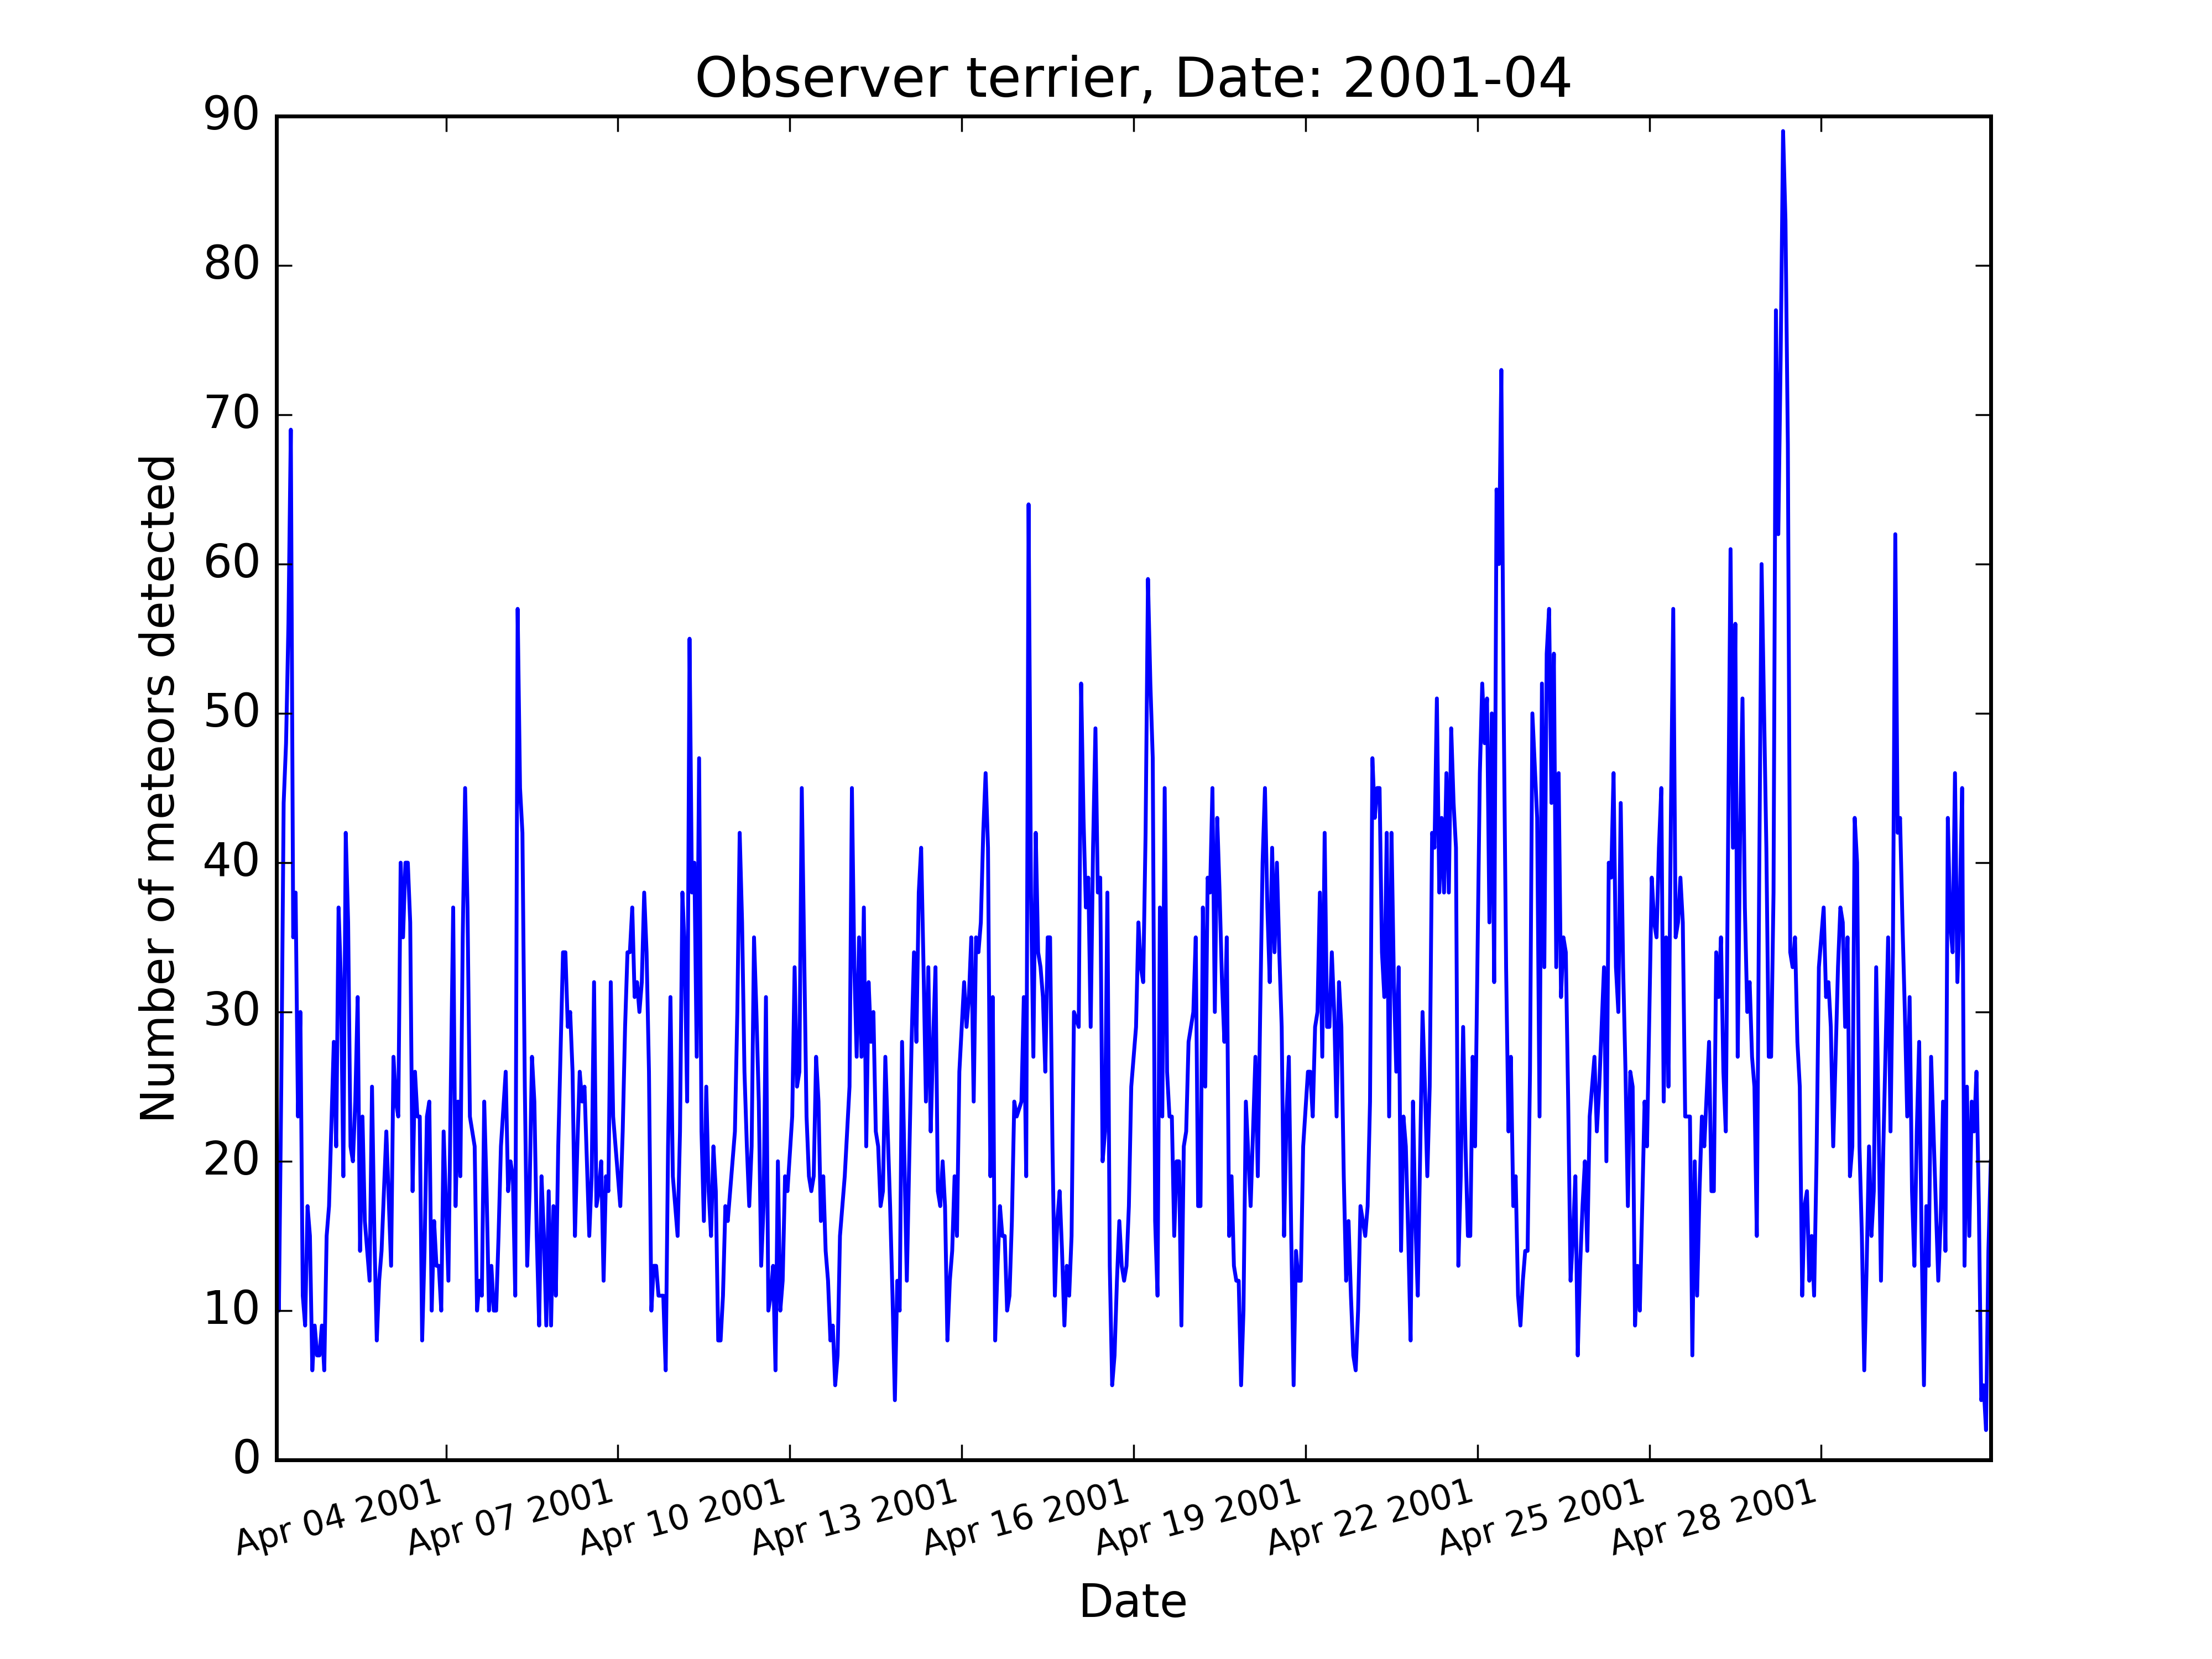 Observer terrier, Date: 2001-04
90
80
70
60
50
40
30
20
10
0
Number of meteors detected
Apr 04 2001
Apr 07 2001
Apr 10 2001
Apr 13 2001
Apr 16 2001
Apr 19 2001
Apr 22 2001
Apr 25 2001
Apr 28 2001
Date